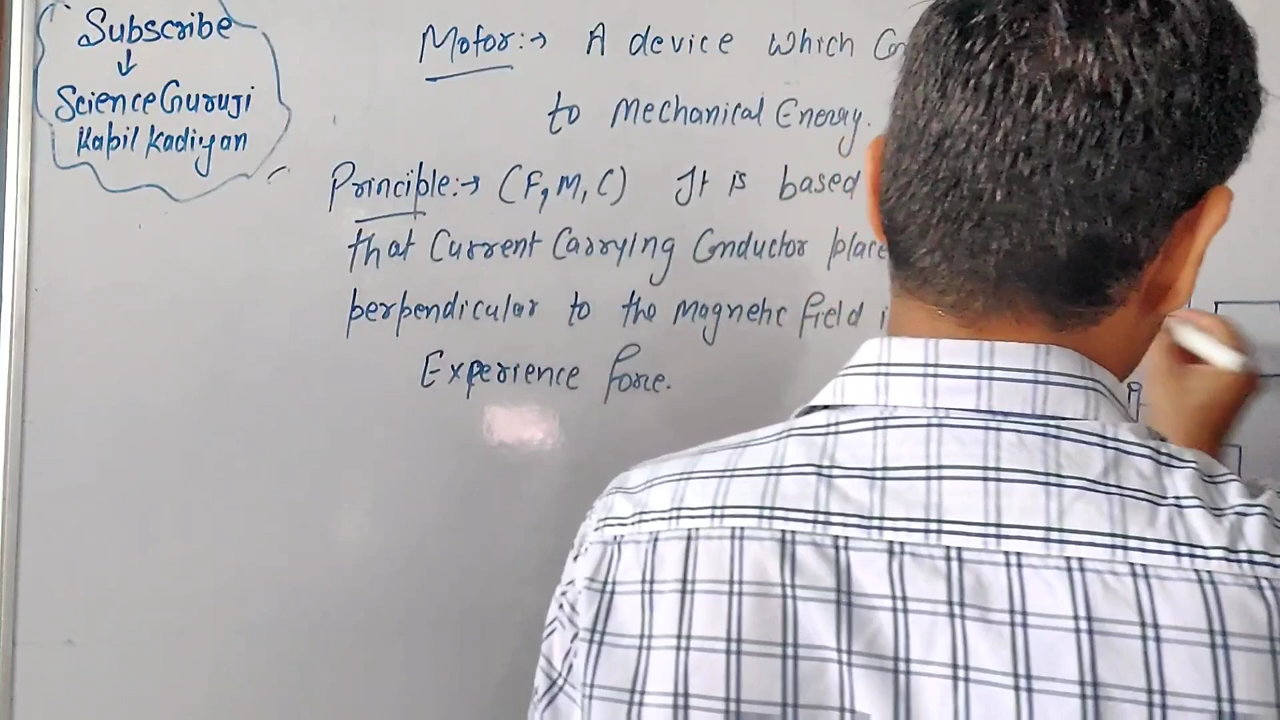 Subscribe
↓
ScienceGuruji
Kapil Kadiyan
Motor:→ A device which
to Mechanical Energy.
Principle:→ (F, M, C) It is based
that Current Carrying Conductor
perpendicular to the Magnetic field
Experience force.